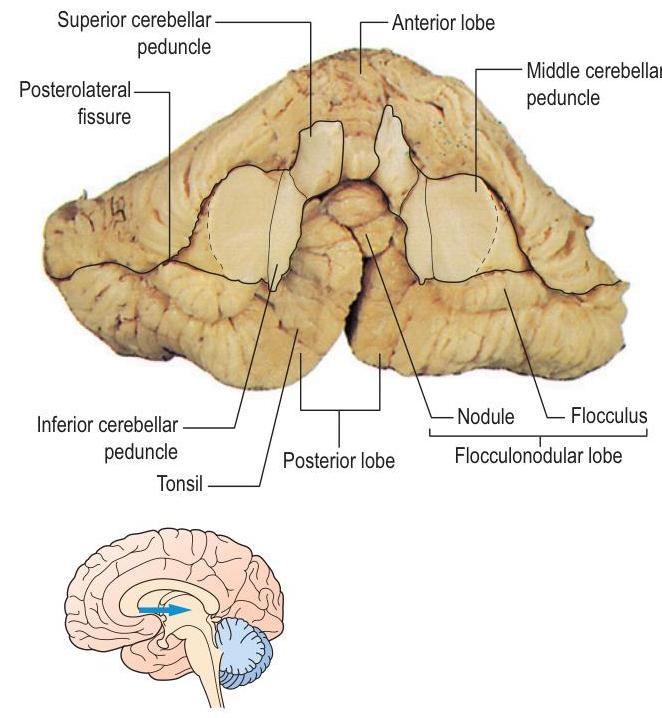 Superior cerebellar
peduncle
Anterior lobe
Middle cerebellar
peduncle
Posterolateral
fissure
Inferior cerebellar
peduncle
Tonsil
Posterior lobe
Nodule
Flocculus
Flocculonodular lobe